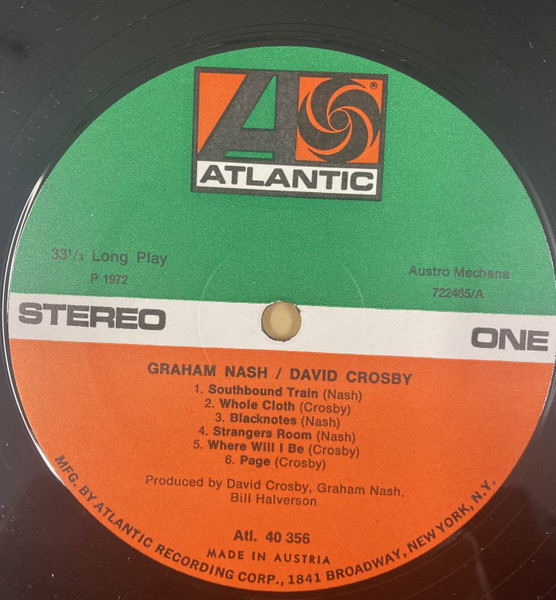 ATLANTIC
®
33⅓ Long Play
P 1972
Austro Mechana
722465/A
STEREO
ONE
GRAHAM NASH / DAVID CROSBY
1. Southbound Train (Nash)
2. Whole Cloth (Crosby)
3. Blacknotes (Nash)
4. Strangers Room (Nash)
5. Where Will I Be (Crosby)
6. Page (Crosby)
Produced by David Crosby, Graham Nash,
Bill Halverson
Atl. 40 356
MADE IN AUSTRIA
MFG. BY ATLANTIC RECORDING CORP., 1841 BROADWAY, NEW YORK, N.Y.